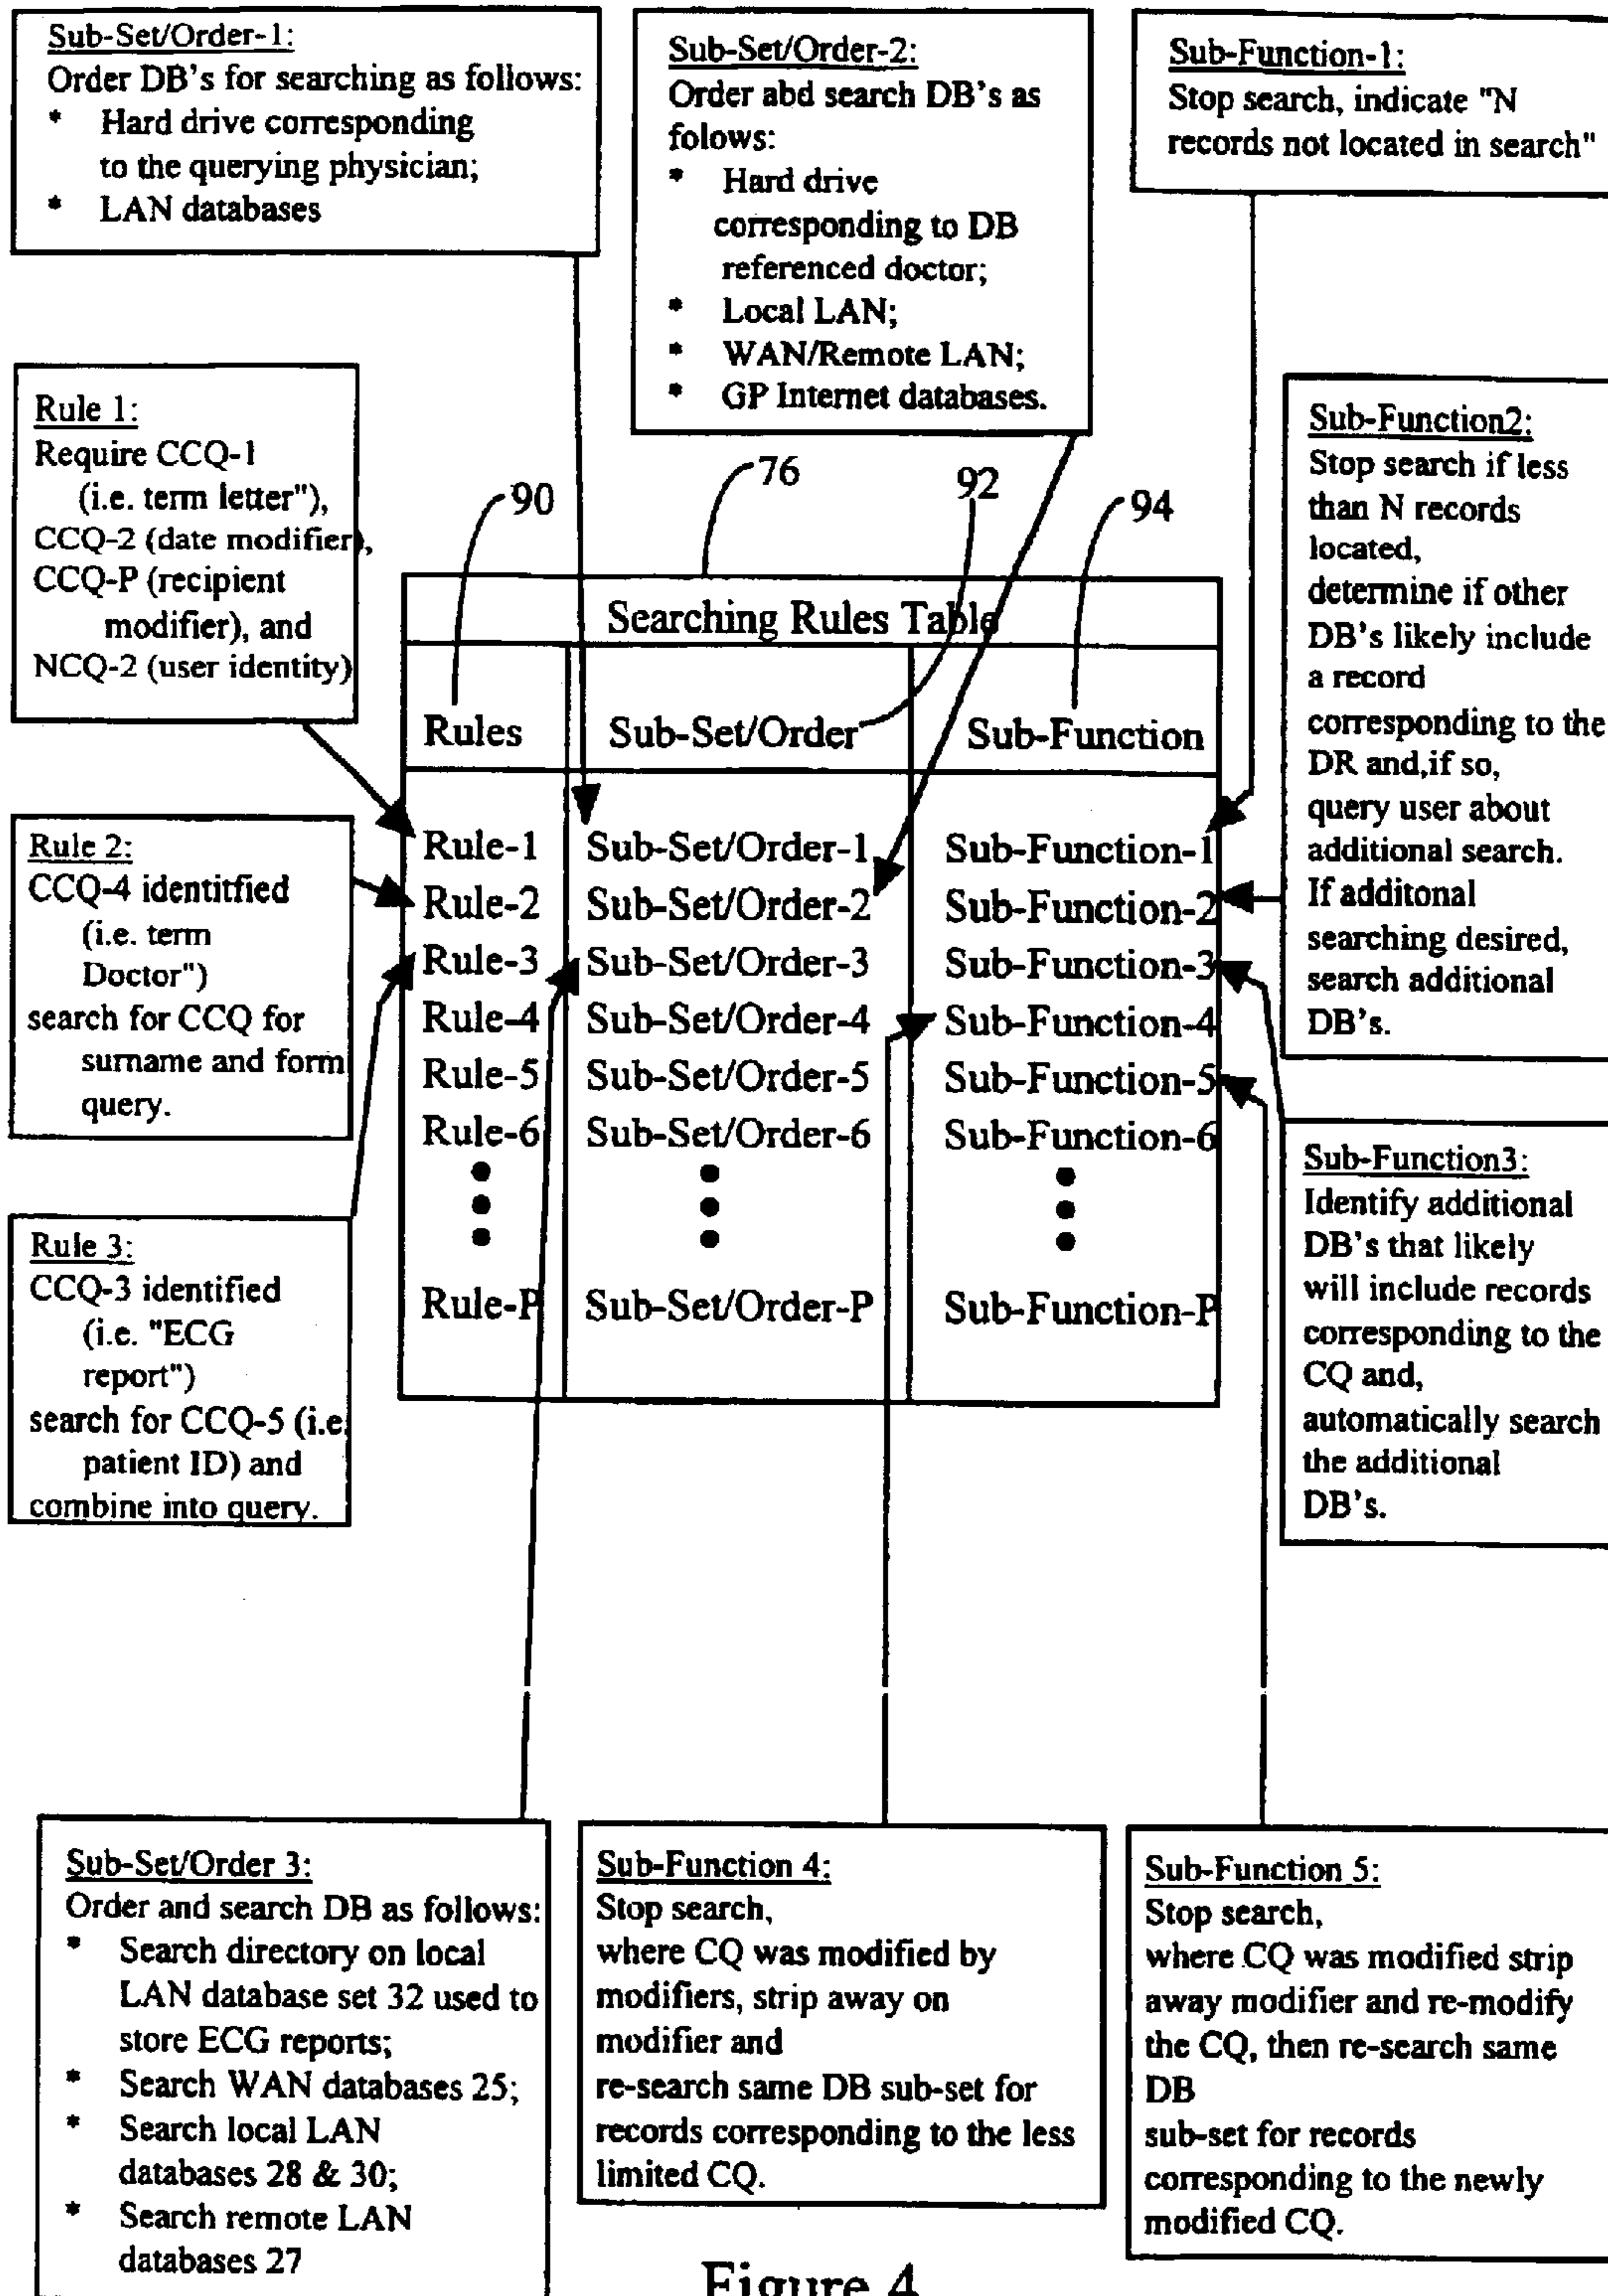 Sub-Set/Order-1:
Order DB's for searching as follows:
* Hard drive corresponding
to the querying physician;
* LAN databases
Sub-Set/Order-2:
Order abd search DB's as
folows:
* Hard drive
corresponding to DB
referenced doctor;
* Local LAN;
* WAN/Remote LAN;
* GP Internet databases.
Sub-Function-1:
Stop search, indicate "N
records not located in search"
Rule 1:
Require CCQ-1
(i.e. term letter"),
CCQ-2 (date modifier),
CCQ-P (recipient
modifier), and
NCQ-2 (user identity)
Rule 2:
CCQ-4 identitfied
(i.e. term
Doctor")
search for CCQ for
surname and form
query.
Rule 3:
CCQ-3 identified
(i.e. "ECG
report")
search for CCQ-5 (i.e.
patient ID) and
combine into query.
90
76
92
94
Searching Rules Table
Rules Sub-Set/Order Sub-Function
Rule-1 Sub-Set/Order-1 Sub-Function-1
Rule-2 Sub-Set/Order-2 Sub-Function-2
Rule-3 Sub-Set/Order-3 Sub-Function-3
Rule-4 Sub-Set/Order-4 Sub-Function-4
Rule-5 Sub-Set/Order-5 Sub-Function-5
Rule-6 Sub-Set/Order-6 Sub-Function-6
Rule-P Sub-Set/Order-P Sub-Function-P
Sub-Function2:
Stop search if less
than N records
located,
determine if other
DB's likely include
a record
corresponding to the
DR and,if so,
query user about
additional search.
If additonal
searching desired,
search additional
DB's.
Sub-Function3:
Identify additional
DB's that likely
will include records
corresponding to the
CQ and,
automatically search
the additional
DB's.
Sub-Set/Order 3:
Order and search DB as follows:
* Search directory on local
LAN database set 32 used to
store ECG reports;
* Search WAN databases 25;
* Search local LAN
databases 28 & 30;
* Search remote LAN
databases 27
Sub-Function 4:
Stop search,
where CQ was modified by
modifiers, strip away on
modifier and
re-search same DB sub-set for
records corresponding to the less
limited CQ.
Sub-Function 5:
Stop search,
where CQ was modified strip
away modifier and re-modify
the CQ, then re-search same
DB
sub-set for records
corresponding to the newly
modified CQ.
Figure 4